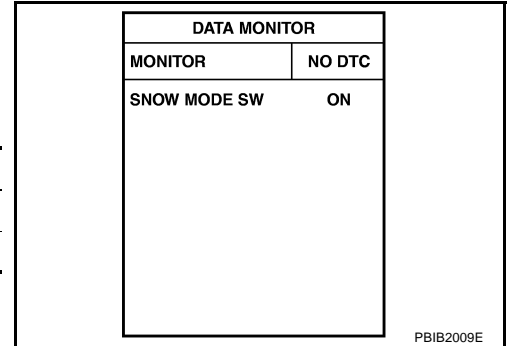 DATA MONITOR
MONITOR NO DTC
SNOW MODE SW ON
PBIB2009E